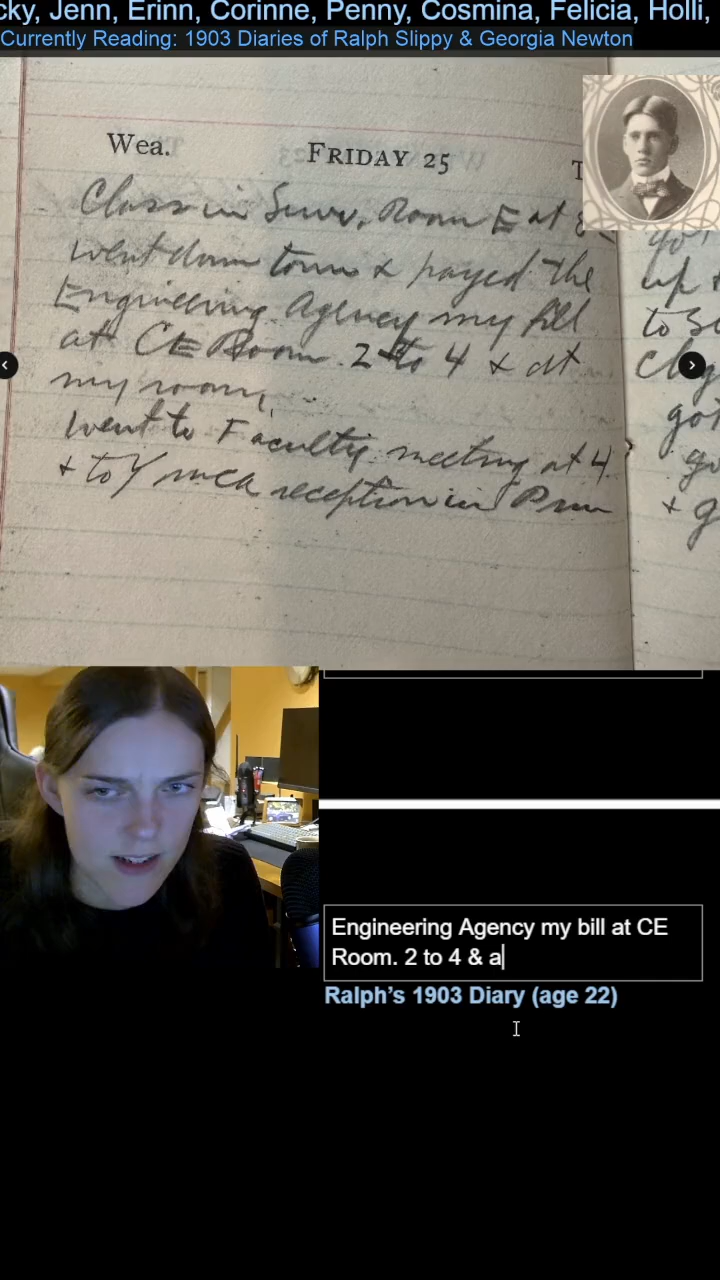 cky, Jenn, Erinn, Corinne, Penny, Cosmina, Felicia, Holli,
Currently Reading: 1903 Diaries of Ralph Slippy & Georgia Newton
Wea. FRIDAY 25 T
Class in Surv. Room E at 8
went down town & payed the
Engineering Agency my bill
at CE Room. 2 to 4 & at
my room,
Went to Faculty meeting at 4
& to Ymca reception in
up
to
got
& g
Engineering Agency my bill at CE
Room. 2 to 4 & a
Ralph's 1903 Diary (age 22)